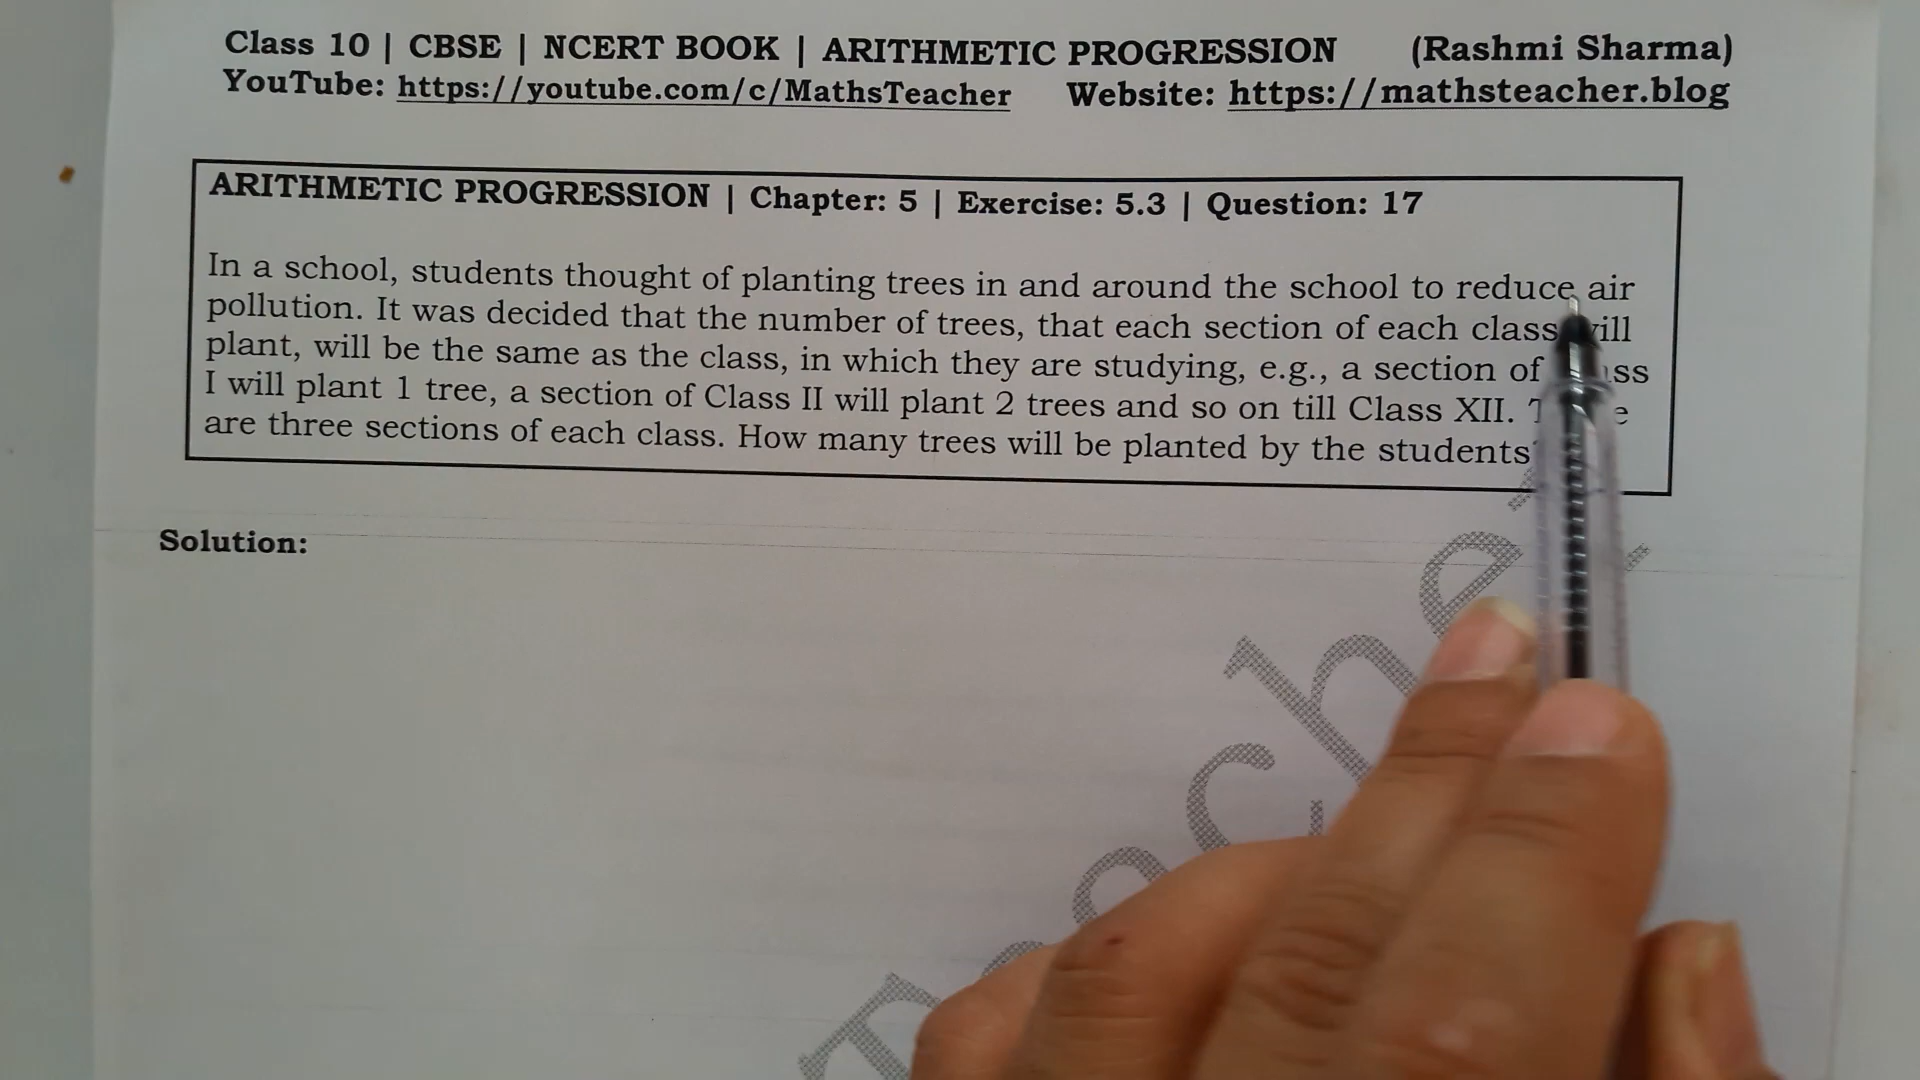 Class 10 | CBSE | NCERT BOOK | ARITHMETIC PROGRESSION (Rashmi Sharma)
YouTube: https://youtube.com/c/MathsTeacher Website: https://mathsteacher.blog
ARITHMETIC PROGRESSION | Chapter: 5 | Exercise: 5.3 | Question: 17
In a school, students thought of planting trees in and around the school to reduce air
pollution. It was decided that the number of trees, that each section of each class
plant, will be the same as the class, in which they are studying, e.g., a section of
I will plant 1 tree, a section of Class II will plant 2 trees and so on till Class XII.
are three sections of each class. How many trees will be planted by the students
Solution: